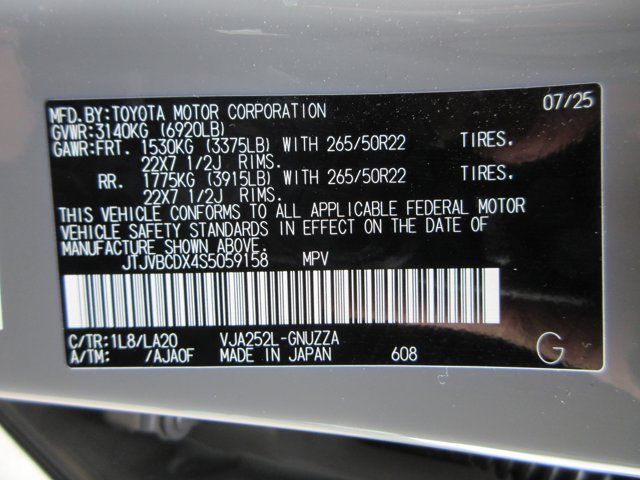 MFD.BY:TOYOTA MOTOR CORPORATION 07/25
GVWR:3140KG (6920LB)
GAWR:FRT. 1530KG (3375LB) WITH 265/50R22 TIRES.
22X7 1/2J RIMS.
RR. 1775KG (3915LB) WITH 265/50R22 TIRES.
22X7 1/2J RIMS.
THIS VEHICLE CONFORMS TO ALL APPLICABLE FEDERAL MOTOR
VEHICLE SAFETY STANDARDS IN EFFECT ON THE DATE OF
MANUFACTURE SHOWN ABOVE.
JTJVBCDX4S5059158 MPV
C/TR:1L8/LA20 VJA252L-GNUZZA
A/TM: /AJA0F MADE IN JAPAN 608 G